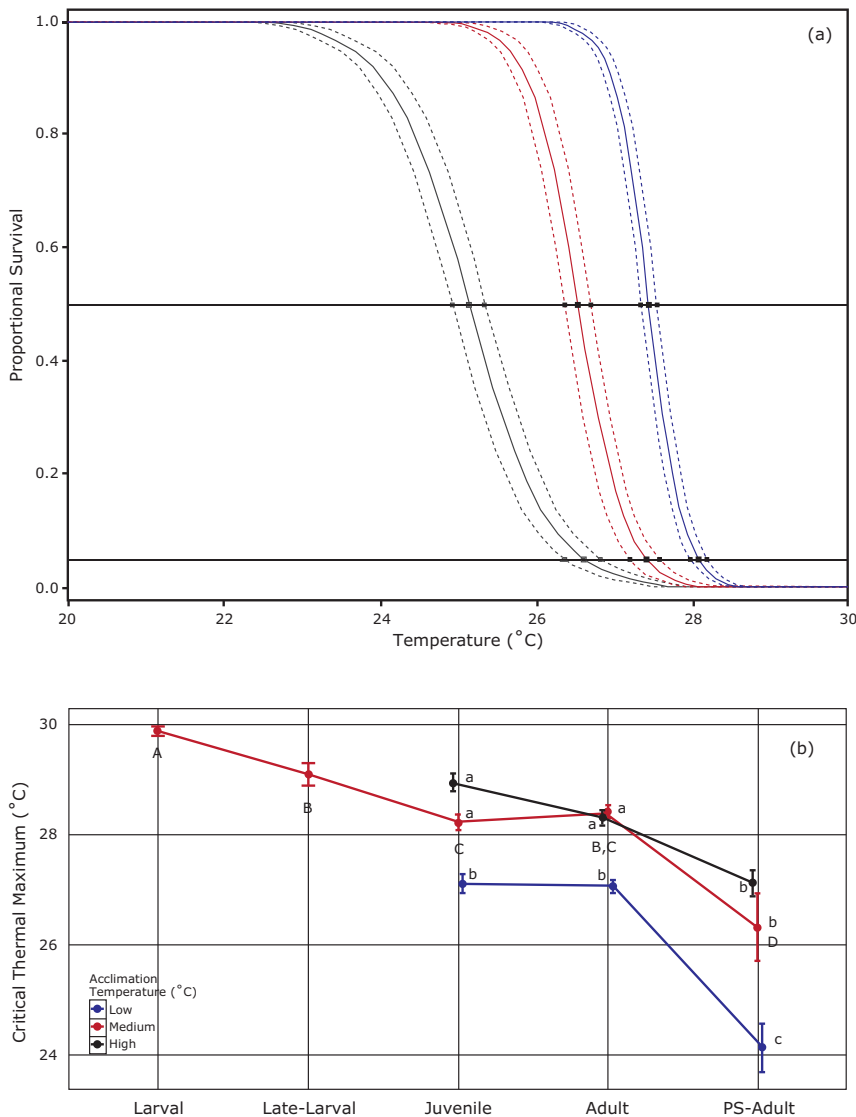 (a)
1.0
0.8
0.6
0.4
0.2
0.0
Proportional Survival
20
22
24
26
28
30
Temperature (˚C)
(b)
30
28
26
24
Critical Thermal Maximum (˚C)
A
B
a
a
C
b
a
a
B,C
b
b
b
D
c
Acclimation
Temperature (˚C)
Low
Medium
High
Larval
Late-Larval
Juvenile
Adult
PS-Adult